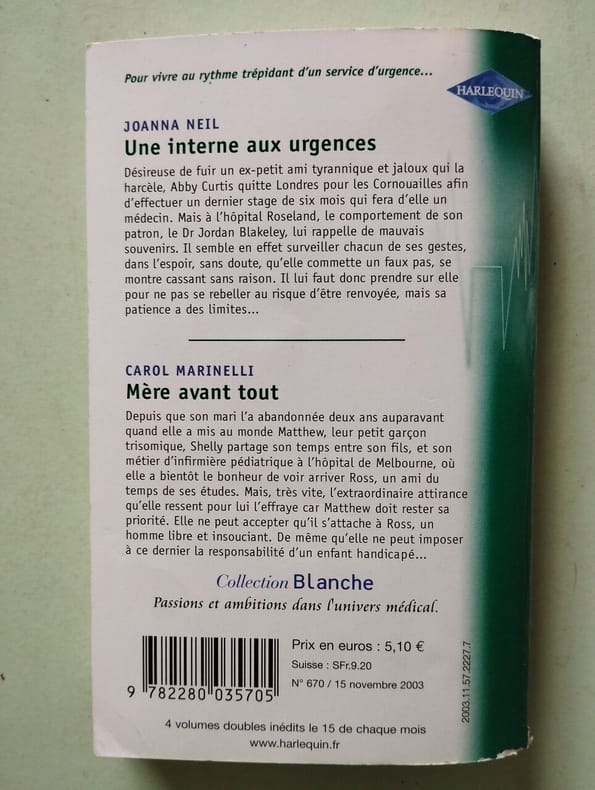 Pour vivre au rythme trépidant d'un service d'urgence...
HARLEQUIN
JOANNA NEIL
Une interne aux urgences
Désireuse de fuir un ex-petit ami tyrannique et jaloux qui la
harcèle, Abby Curtis quitte Londres pour les Cornouailles afin
d'effectuer un dernier stage de six mois qui fera d'elle un
médecin. Mais à l'hôpital Roseland, le comportement de son
patron, le Dr Jordan Blakeley, lui rappelle de mauvais
souvenirs. Il semble en effet surveiller chacun de ses gestes,
dans l'espoir, sans doute, qu'elle commette un faux pas, se
montre cassant sans raison. Il lui faut donc prendre sur elle
pour ne pas se rebeller au risque d'être renvoyée, mais sa
patience a des limites...
CAROL MARINELLI
Mère avant tout
Depuis que son mari l'a abandonnée deux ans auparavant
quand elle a mis au monde Matthew, leur petit garçon
trisomique, Shelly partage son temps entre son fils, et son
métier d'infirmière pédiatrique à l'hôpital de Melbourne, où
elle a bientôt le bonheur de voir arriver Ross, un ami du
temps de ses études. Mais, très vite, l'extraordinaire attirance
qu'elle ressent pour lui l'effraye car Matthew doit rester sa
priorité. Elle ne peut accepter qu'il s'attache à Ross, un
homme libre et insouciant. De même qu'elle ne peut imposer
à ce dernier la responsabilité d'un enfant handicapé...
Collection Blanche
Passions et ambitions dans l'univers médical.
Prix en euros : 5,10 €
Suisse : SFr.9.20
N° 670 / 15 novembre 2003
9 782280 035705
2003.11.57.2227.7
4 volumes doubles inédits le 15 de chaque mois
www.harlequin.fr